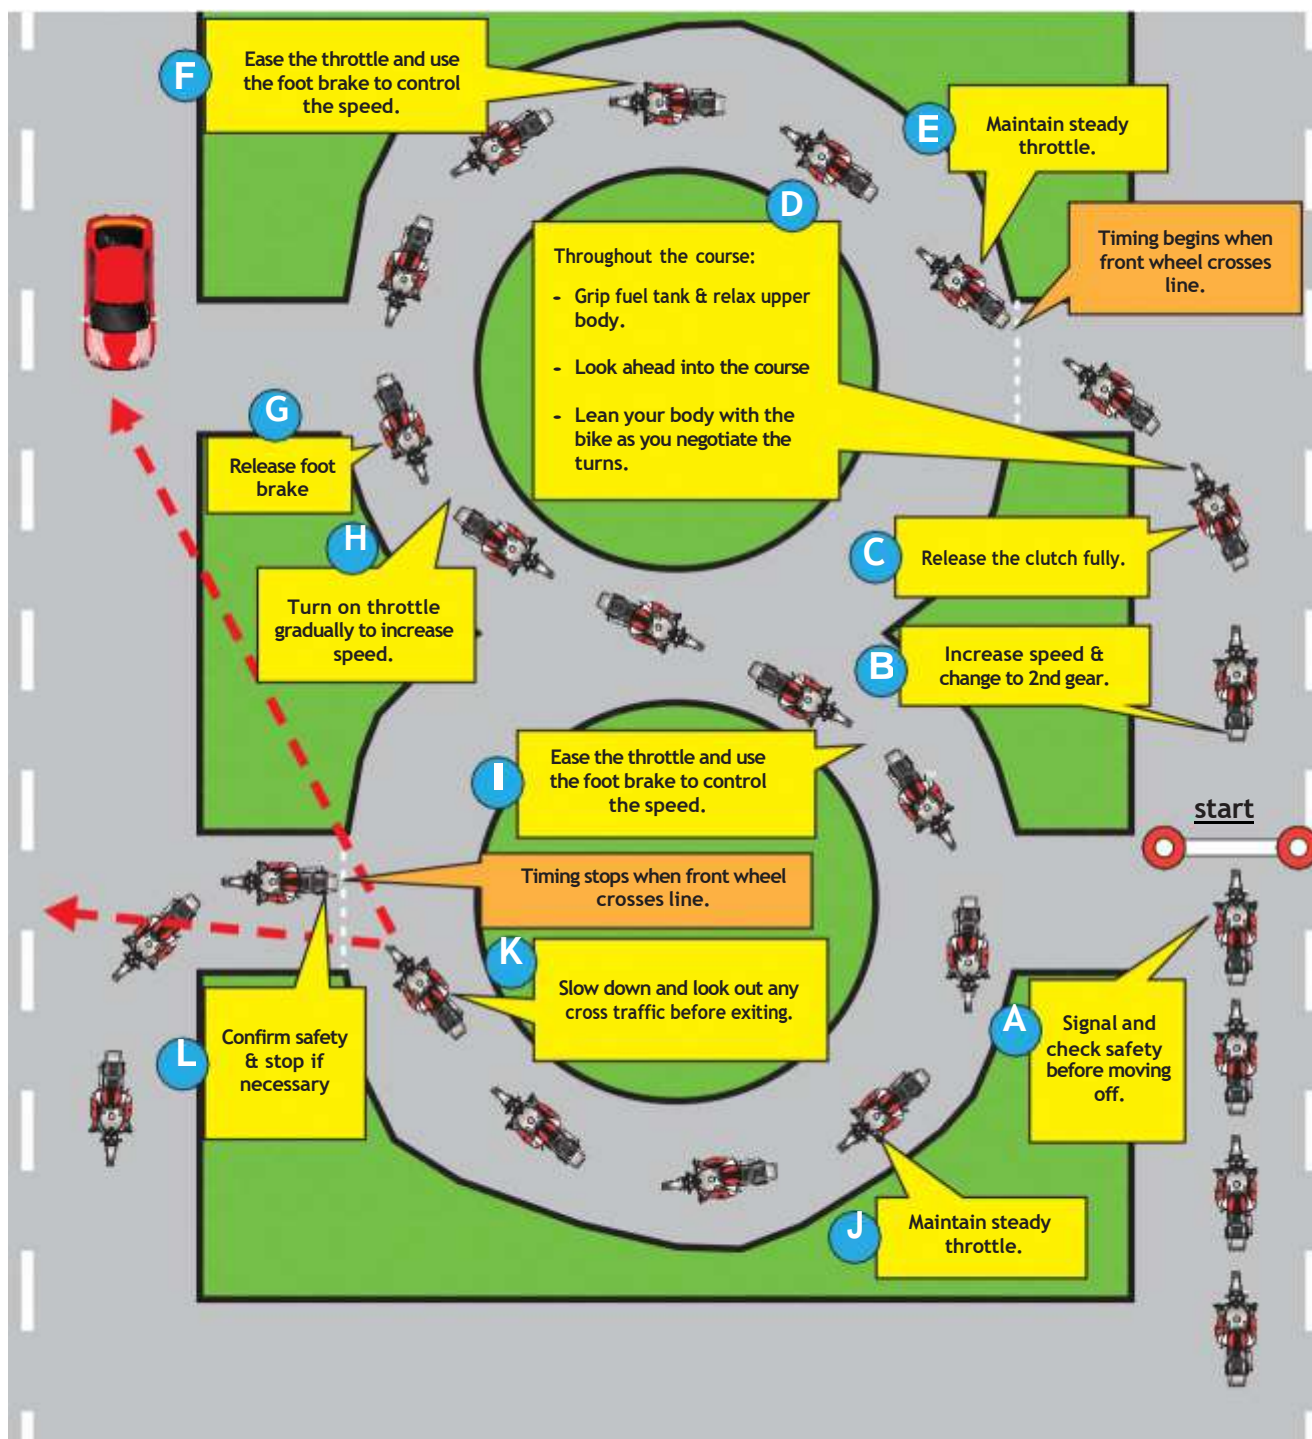 F
Ease the throttle and use
the foot brake to control
the speed.
E
Maintain steady
throttle.
D
Throughout the course:
- Grip fuel tank & relax upper
body.
- Look ahead into the course
- Lean your body with the
bike as you negotiate the
turns.
Timing begins when
front wheel crosses
line.
G
Release foot
brake
H
Turn on throttle
gradually to increase
speed.
C
Release the clutch fully.
B
Increase speed &
change to 2nd gear.
I
Ease the throttle and use
the foot brake to control
the speed.
start
Timing stops when front wheel
crosses line.
K
Slow down and look out any
cross traffic before exiting.
A
Signal and
check safety
before moving
off.
L
Confirm safety
& stop if
necessary
J
Maintain steady
throttle.